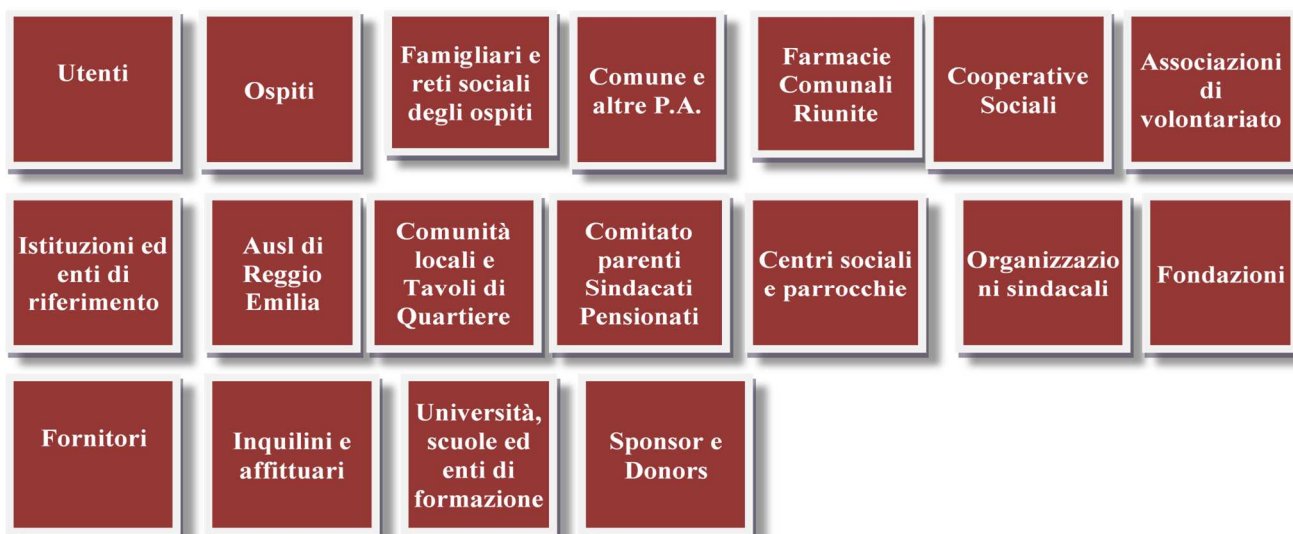 Utenti
Ospiti
Famigliari e
reti sociali
degli ospiti
Comune e
altre P.A.
Farmacie
Comunali
Riunite
Cooperative
Sociali
Associazioni
di
volontariato
Istituzioni ed
enti di
riferimento
Ausl di
Reggio
Emilia
Comunità
locali e
Tavoli di
Quartiere
Comitato
parenti
Sindacati
Pensionati
Centri sociali
e parrocchie
Organizzazio
ni sindacali
Fondazioni
Fornitori
Inquilini e
affittuari
Università,
scuole ed
enti di
formazione
Sponsor e
Donors